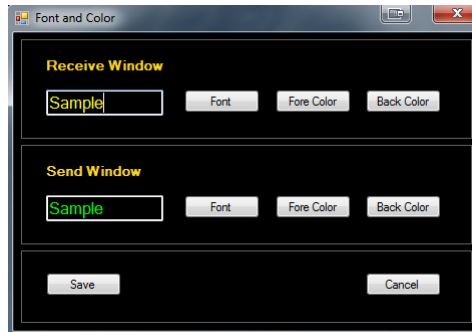 Font and Color
Receive Window
Sample Font Fore Color Back Color
Send Window
Sample Font Fore Color Back Color
Save Cancel